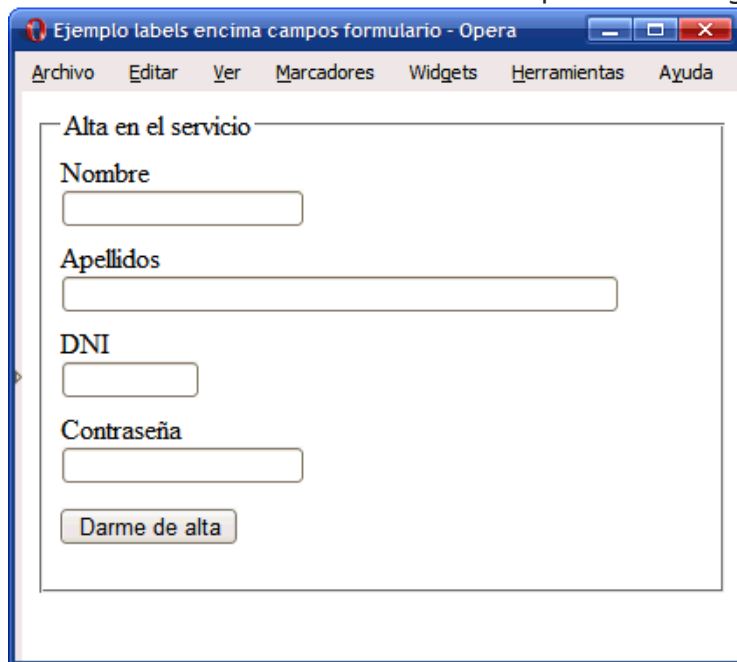 Ejemplo labels encima campos formulario - Opera
Archivo Editar Ver Marcadores Widgets Herramientas Ayuda
Alta en el servicio
Nombre
Apellidos
DNI
Contraseña
Darme de alta